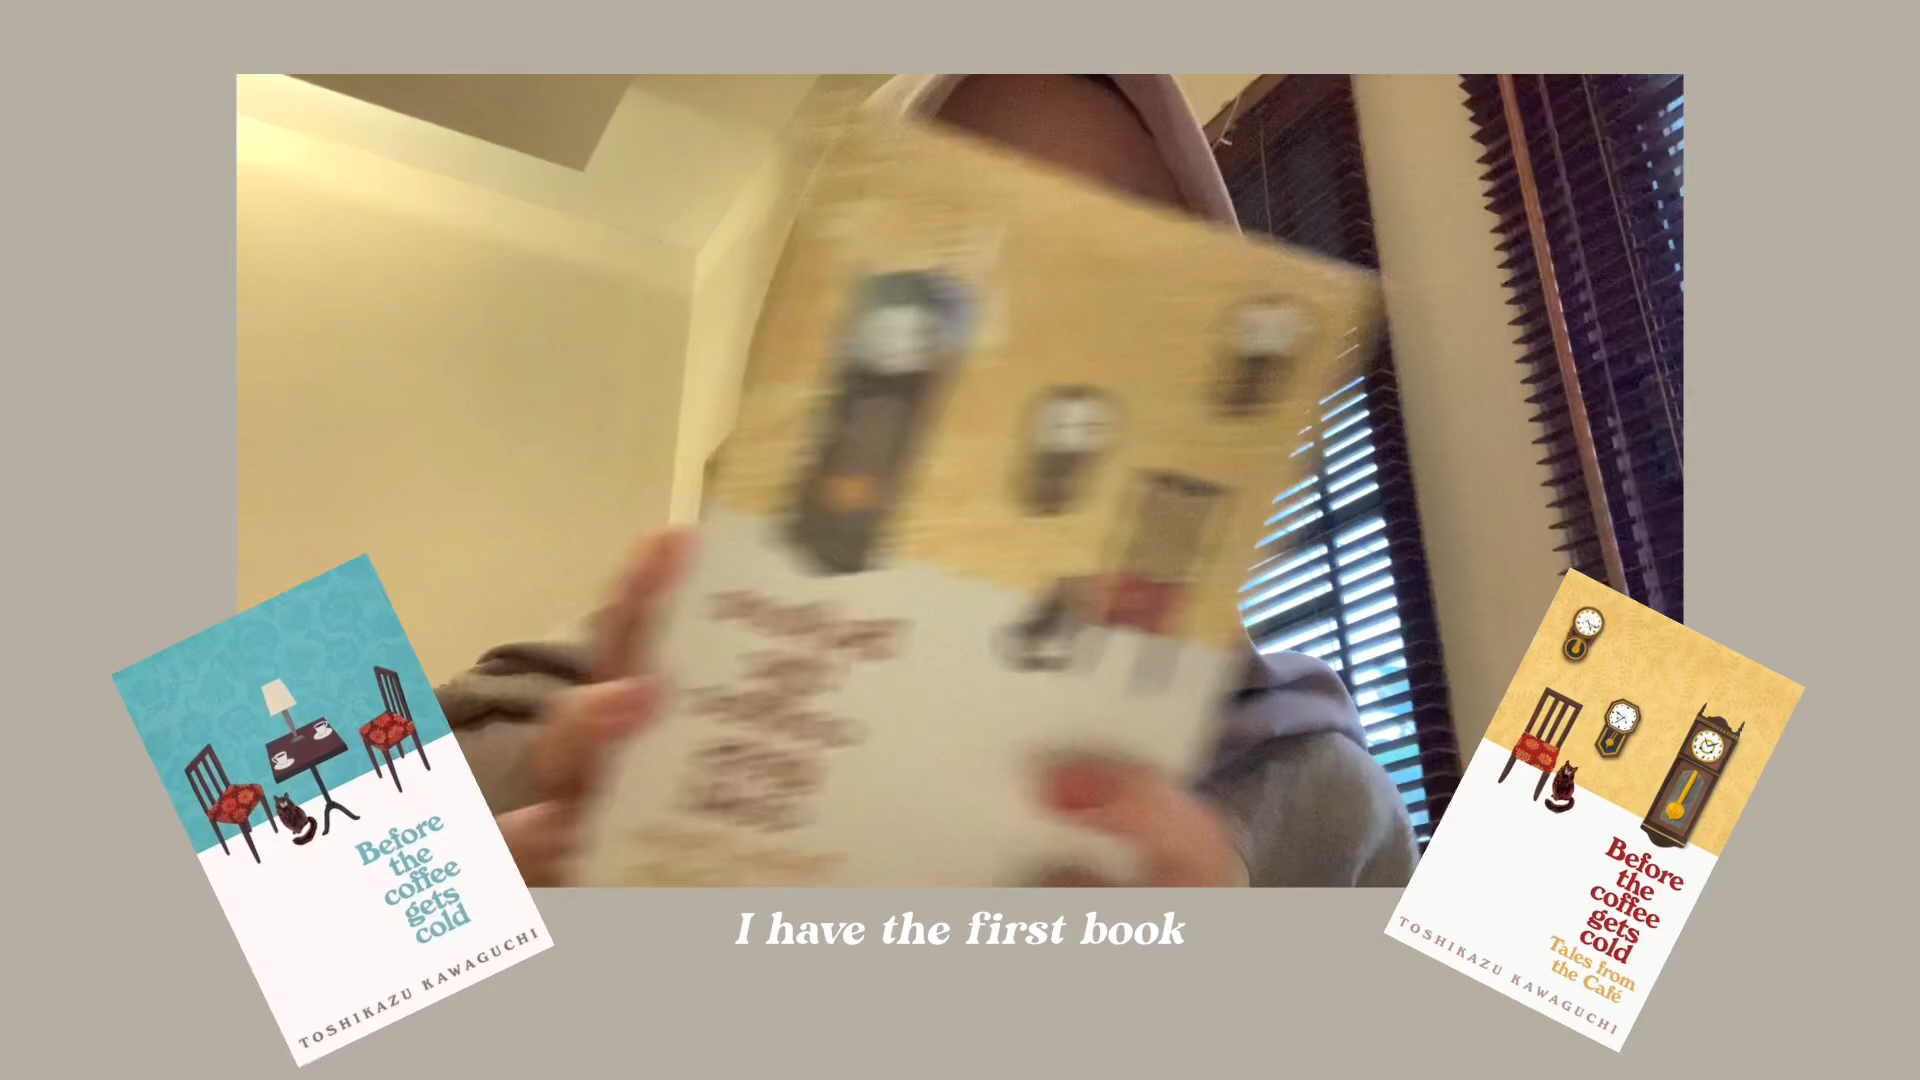 Before
the
coffee
gets
cold
TOSHIKAZU KAWAGUCHI
I have the first book
Before
the
coffee
gets
cold
Tales from
the Café
TOSHIKAZU KAWAGUCHI